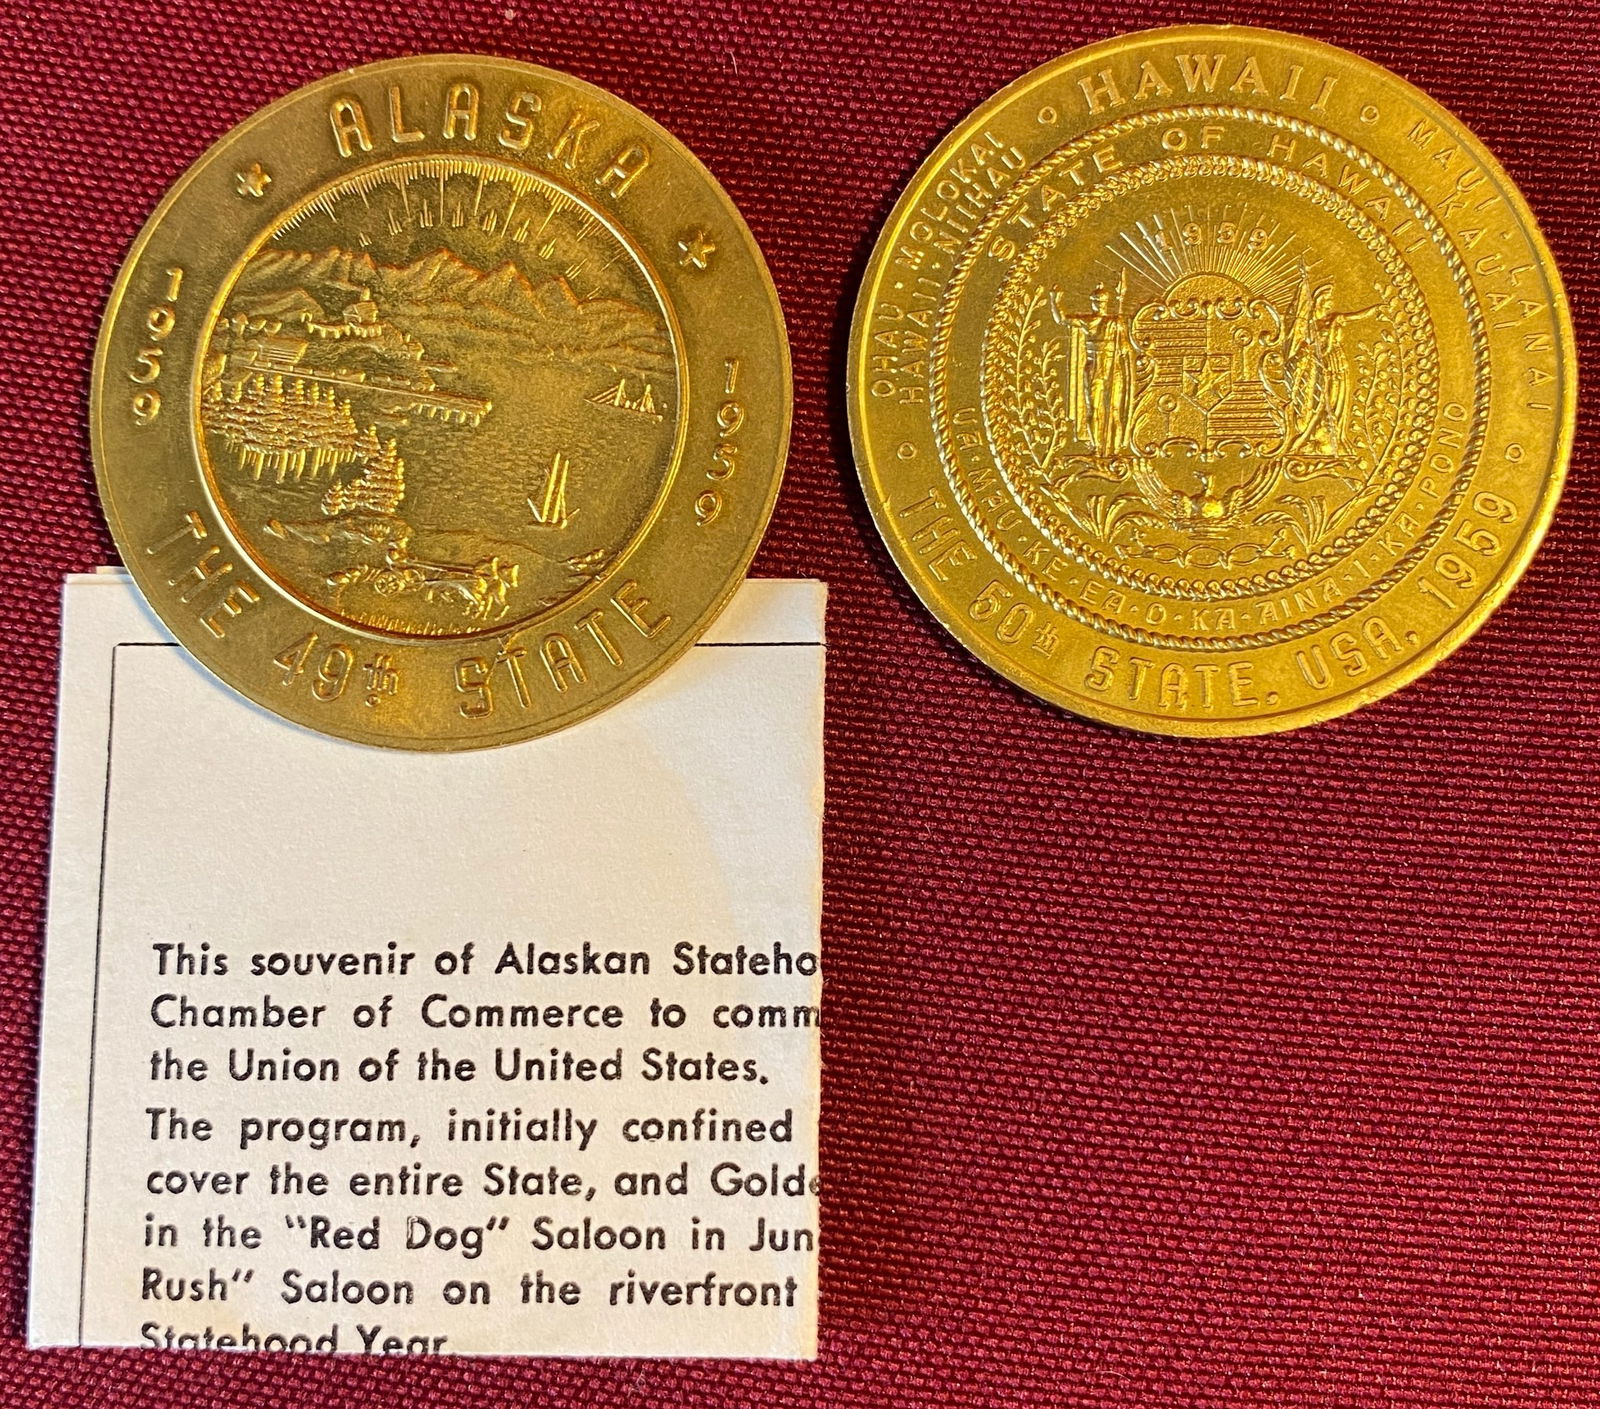 ALASKA
1959
1959
THE 49th STATE
HAWAII
OHAU · MOLOKAI
HAWAII · NIIHAU
MAUI · LANAI
KAUAI
STATE OF HAWAII
1959
UA · MAU · KE · EA · O · KA · AINA · I · KA · PONO
THE 50th STATE, USA, 1959
This souvenir of Alaskan Stateho
Chamber of Commerce to comm
the Union of the United States.
The program, initially confined
cover the entire State, and Golde
in the "Red Dog" Saloon in Jun
Rush" Saloon on the riverfront
Statehood Year.